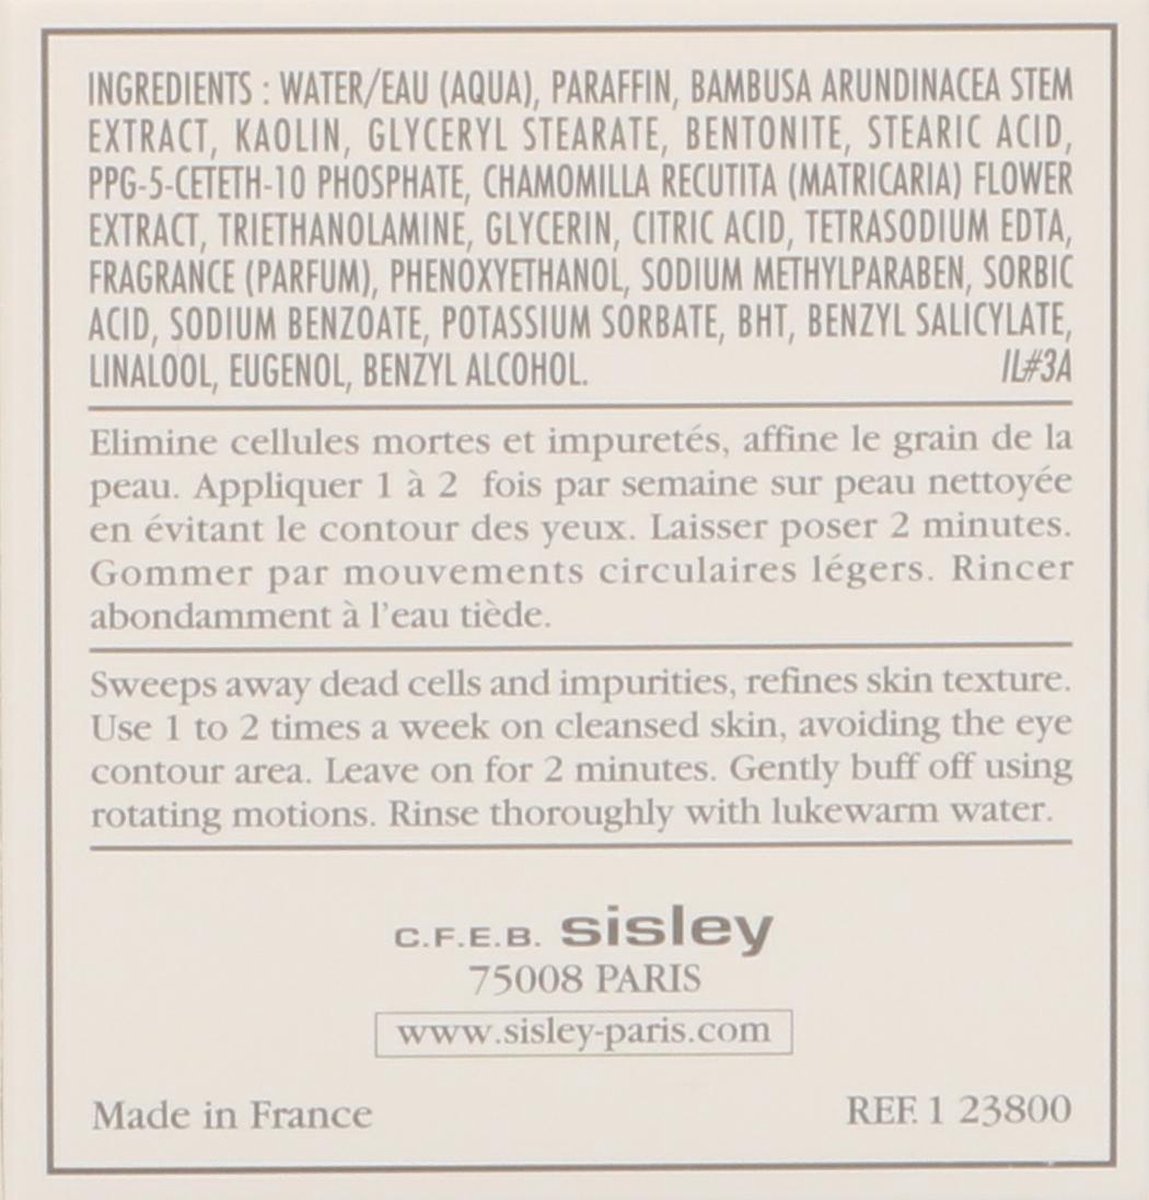 INGREDIENTS : WATER/EAU (AQUA), PARAFFIN, BAMBUSA ARUNDINACEA STEM
EXTRACT, KAOLIN, GLYCERYL STEARATE, BENTONITE, STEARIC ACID,
PPG-5-CETETH-10 PHOSPHATE, CHAMOMILLA RECUTITA (MATRICARIA) FLOWER
EXTRACT, TRIETHANOLAMINE, GLYCERIN, CITRIC ACID, TETRASODIUM EDTA,
FRAGRANCE (PARFUM), PHENOXYETHANOL, SODIUM METHYLPARABEN, SORBIC
ACID, SODIUM BENZOATE, POTASSIUM SORBATE, BHT, BENZYL SALICYLATE,
LINALOOL, EUGENOL, BENZYL ALCOHOL. IL#3A
Elimine cellules mortes et impuretés, affine le grain de la
peau. Appliquer 1 à 2 fois par semaine sur peau nettoyée
en évitant le contour des yeux. Laisser poser 2 minutes.
Gommer par mouvements circulaires légers. Rincer
abondamment à l'eau tiède.
Sweeps away dead cells and impurities, refines skin texture.
Use 1 to 2 times a week on cleansed skin, avoiding the eye
contour area. Leave on for 2 minutes. Gently buff off using
rotating motions. Rinse thoroughly with lukewarm water.
C.F.E.B. sisley
75008 PARIS
www.sisley-paris.com
Made in France REF. 1 23800